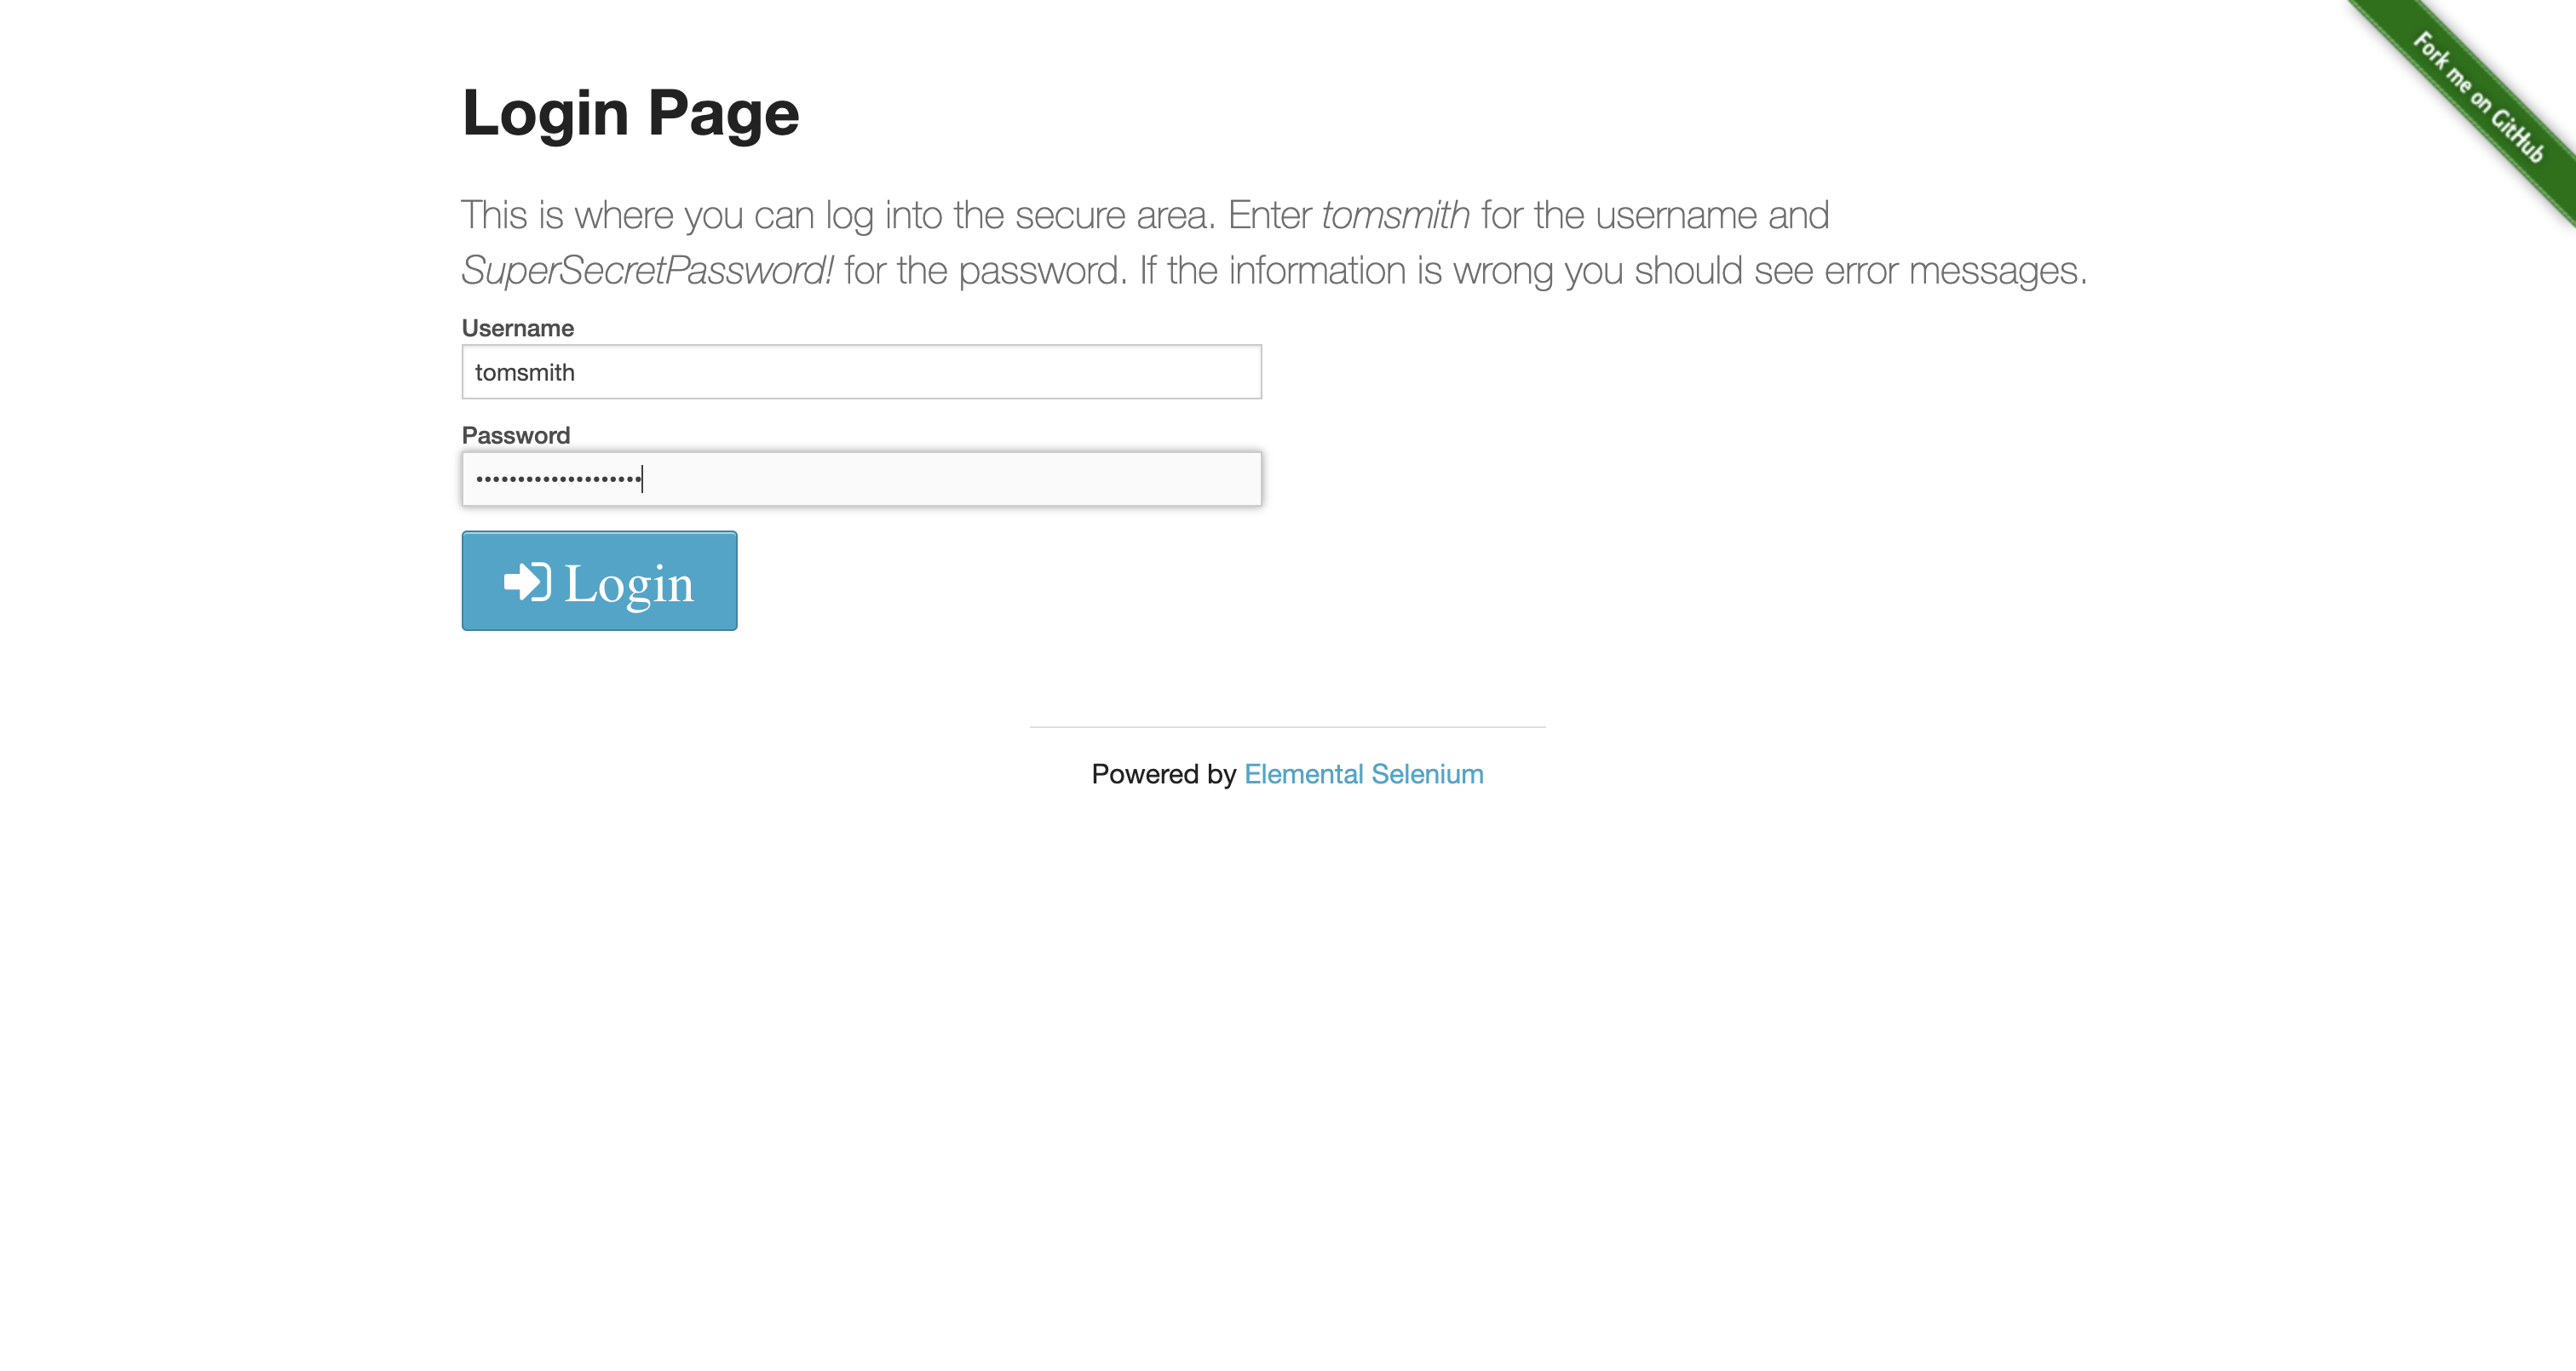 Fork me on GitHub
Login Page
This is where you can log into the secure area. Enter tomsmith for the username and
SuperSecretPassword! for the password. If the information is wrong you should see error messages.
Username
tomsmith
Password
••••••••••••••••••••
Login
Powered by Elemental Selenium